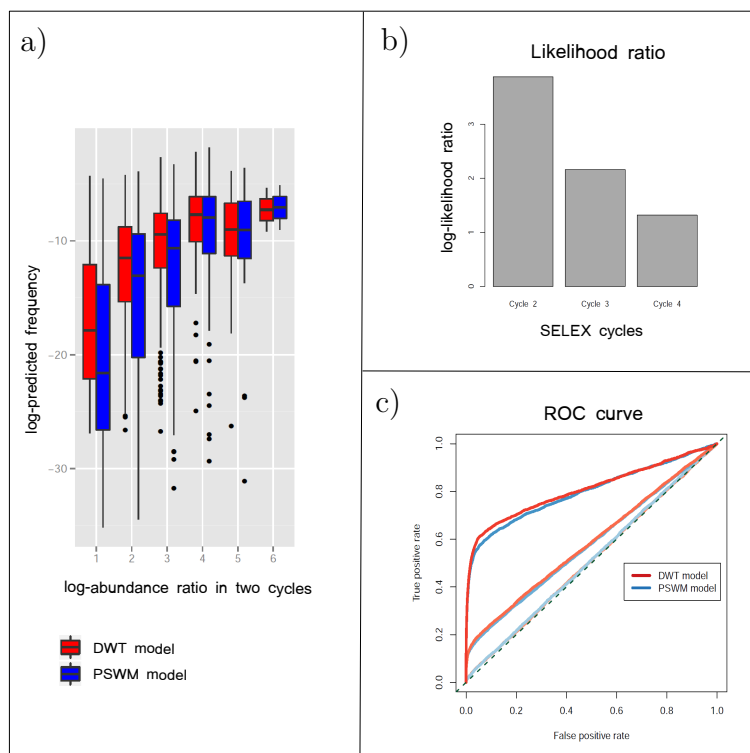 a)
log-predicted frequency
−10
−20
−30
1 2 3 4 5 6
log-abundance ratio in two cycles
DWT model
PSWM model
b)
Likelihood ratio
log-likelihood ratio
0 1 2 3
Cycle 2 Cycle 3 Cycle 4
SELEX cycles
c)
ROC curve
True positive rate
0.0 0.2 0.4 0.6 0.8 1.0
DWT model
PSWM model
0.0 0.2 0.4 0.6 0.8 1.0
False positive rate